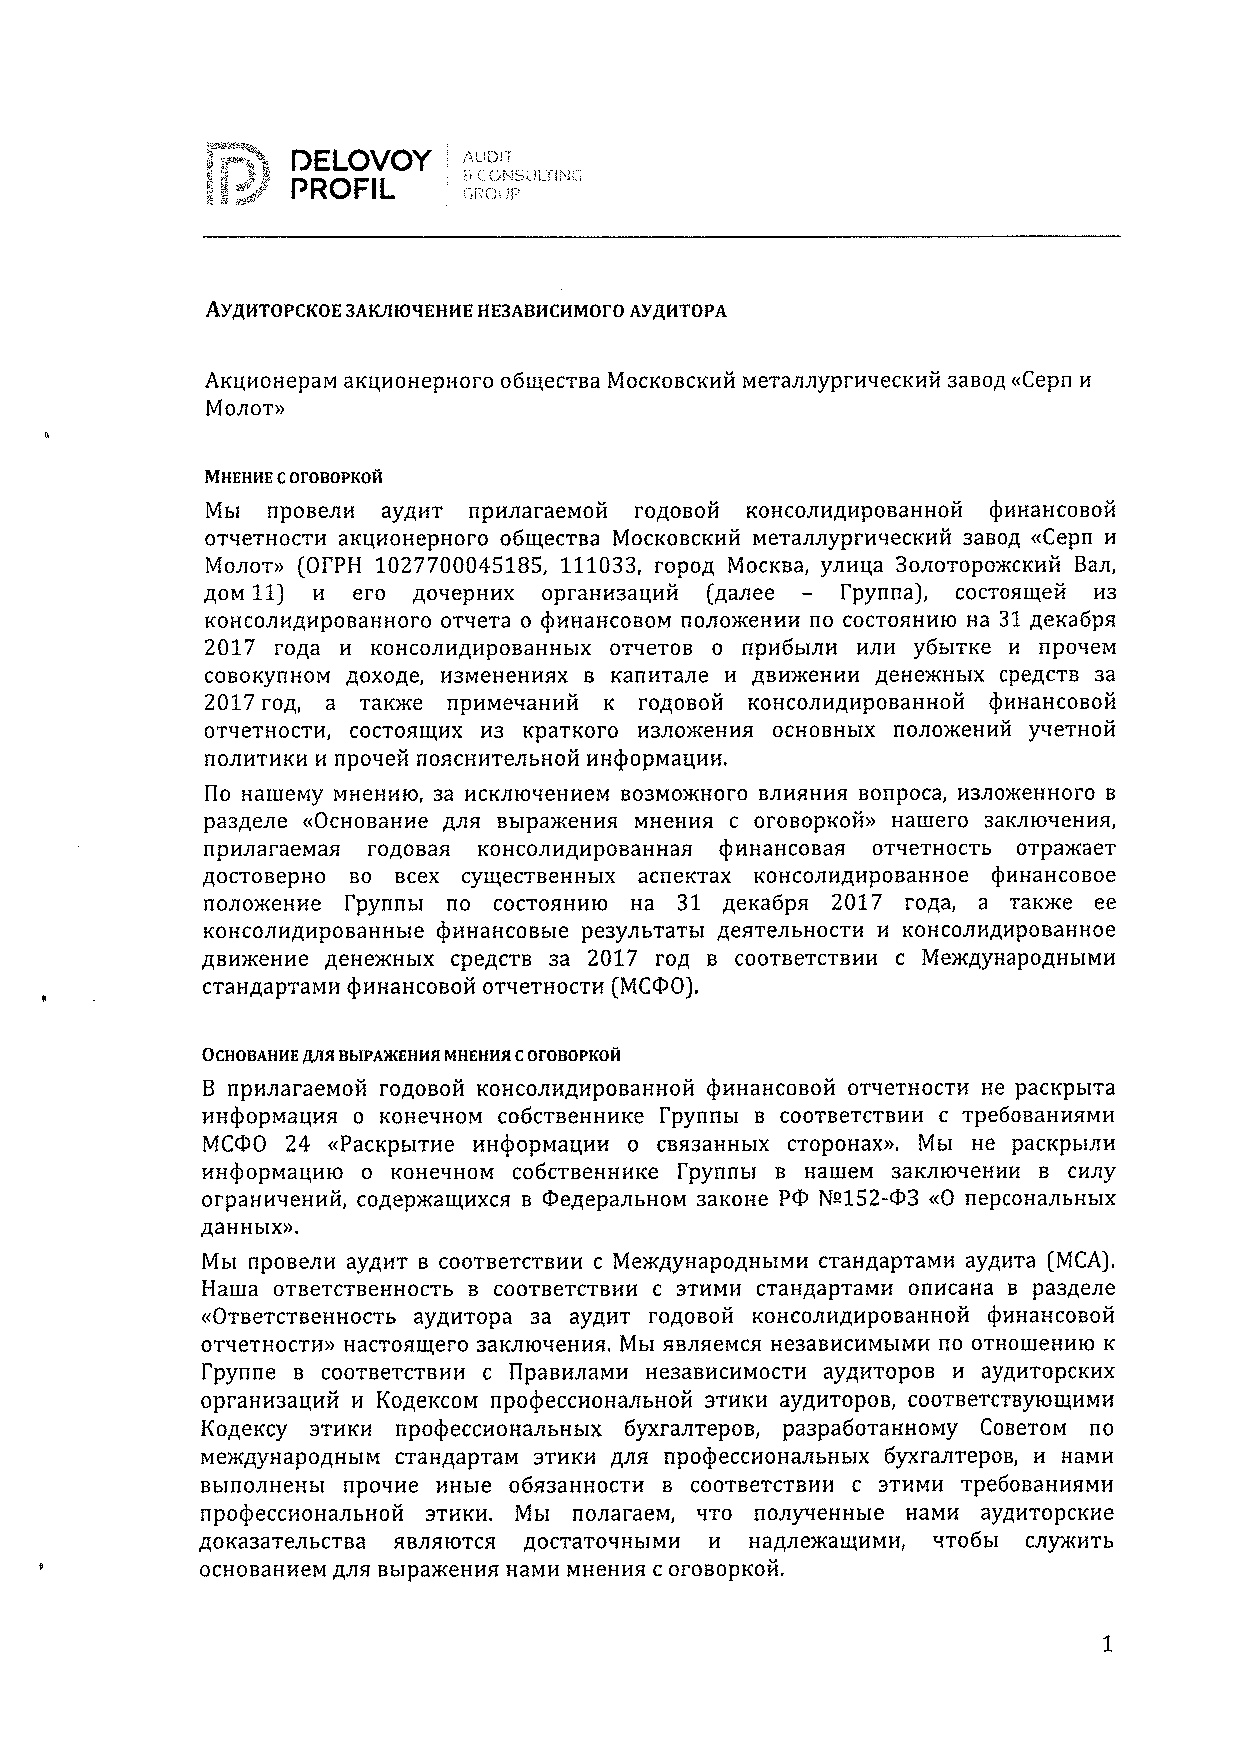 DELOVOY
PROFIL
AUDIT
& CONSULTING
GROUP
АУДИТОРСКОЕ ЗАКЛЮЧЕНИЕ НЕЗАВИСИМОГО АУДИТОРА
Акционерам акционерного общества Московский металлургический завод «Серп и
Молот»
МНЕНИЕ С ОГОВОРКОЙ
Мы провели аудит прилагаемой годовой консолидированной финансовой
отчетности акционерного общества Московский металлургический завод «Серп и
Молот» (ОГРН 1027700045185, 111033, город Москва, улица Золоторожский Вал,
дом 11) и его дочерних организаций (далее – Группа), состоящей из
консолидированного отчета о финансовом положении по состоянию на 31 декабря
2017 года и консолидированных отчетов о прибыли или убытке и прочем
совокупном доходе, изменениях в капитале и движении денежных средств за
2017 год, а также примечаний к годовой консолидированной финансовой
отчетности, состоящих из краткого изложения основных положений учетной
политики и прочей пояснительной информации.
По нашему мнению, за исключением возможного влияния вопроса, изложенного в
разделе «Основание для выражения мнения с оговоркой» нашего заключения,
прилагаемая годовая консолидированная финансовая отчетность отражает
достоверно во всех существенных аспектах консолидированное финансовое
положение Группы по состоянию на 31 декабря 2017 года, а также ее
консолидированные финансовые результаты деятельности и консолидированное
движение денежных средств за 2017 год в соответствии с Международными
стандартами финансовой отчетности (МСФО).
ОСНОВАНИЕ ДЛЯ ВЫРАЖЕНИЯ МНЕНИЯ С ОГОВОРКОЙ
В прилагаемой годовой консолидированной финансовой отчетности не раскрыта
информация о конечном собственнике Группы в соответствии с требованиями
МСФО 24 «Раскрытие информации о связанных сторонах». Мы не раскрыли
информацию о конечном собственнике Группы в нашем заключении в силу
ограничений, содержащихся в Федеральном законе РФ №152-ФЗ «О персональных
данных».
Мы провели аудит в соответствии с Международными стандартами аудита (МСА).
Наша ответственность в соответствии с этими стандартами описана в разделе
«Ответственность аудитора за аудит годовой консолидированной финансовой
отчетности» настоящего заключения. Мы являемся независимыми по отношению к
Группе в соответствии с Правилами независимости аудиторов и аудиторских
организаций и Кодексом профессиональной этики аудиторов, соответствующими
Кодексу этики профессиональных бухгалтеров, разработанному Советом по
международным стандартам этики для профессиональных бухгалтеров, и нами
выполнены прочие иные обязанности в соответствии с этими требованиями
профессиональной этики. Мы полагаем, что полученные нами аудиторские
доказательства являются достаточными и надлежащими, чтобы служить
основанием для выражения нами мнения с оговоркой.
1